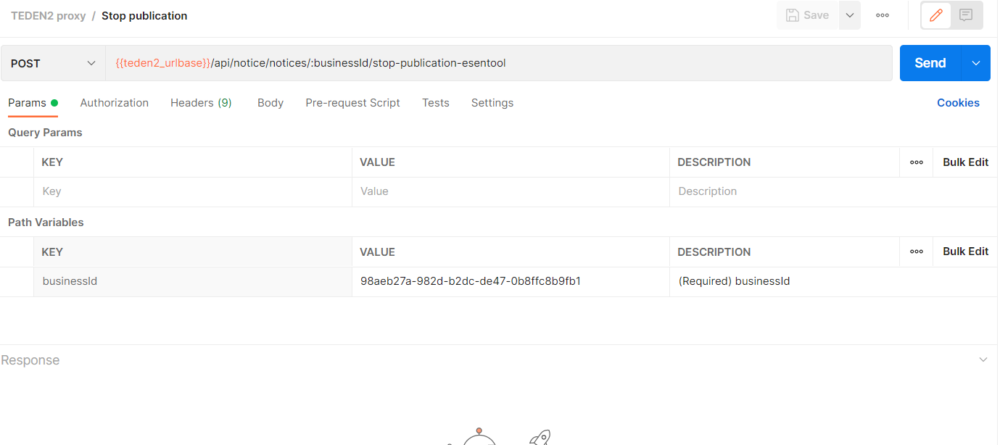 TEDEN2 proxy / Stop publication
Save
POST
{{teden2_urlbase}}/api/notice/notices/:businessId/stop-publication-esentool
Send
Params
Authorization
Headers (9)
Body
Pre-request Script
Tests
Settings
Cookies
Query Params
KEY VALUE DESCRIPTION Bulk Edit
Key Value Description
Path Variables
KEY VALUE DESCRIPTION Bulk Edit
businessId 98aeb27a-982d-b2dc-de47-0b8ffc8b9fb1 (Required) businessId
Response